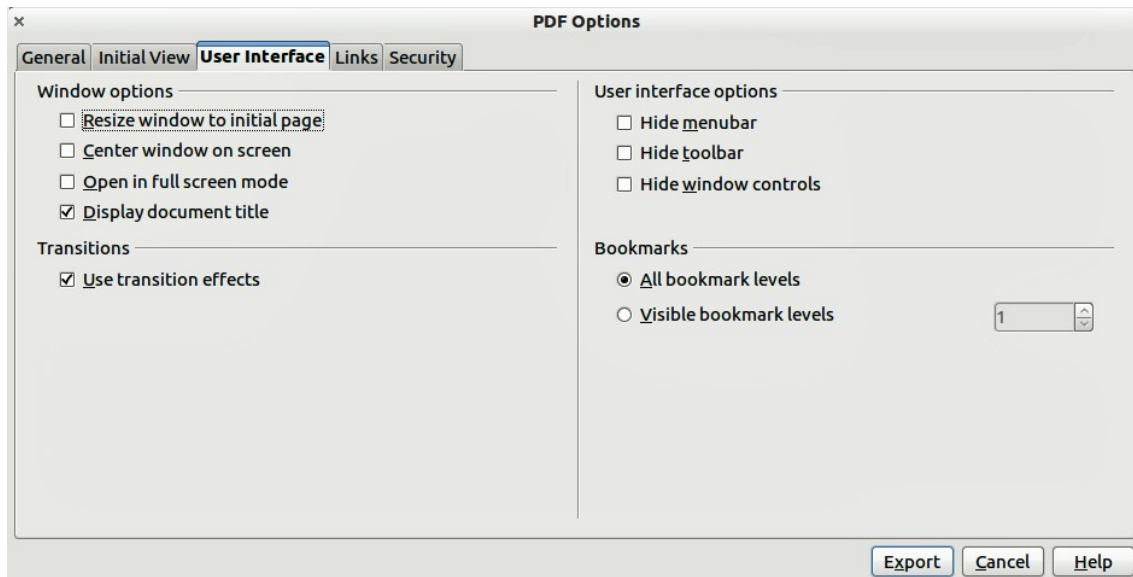 PDF Options
General Initial View User Interface Links Security
Window options
Resize window to initial page
Center window on screen
Open in full screen mode
Display document title
Transitions
Use transition effects
User interface options
Hide menubar
Hide toolbar
Hide window controls
Bookmarks
All bookmark levels
Visible bookmark levels 1
Export Cancel Help